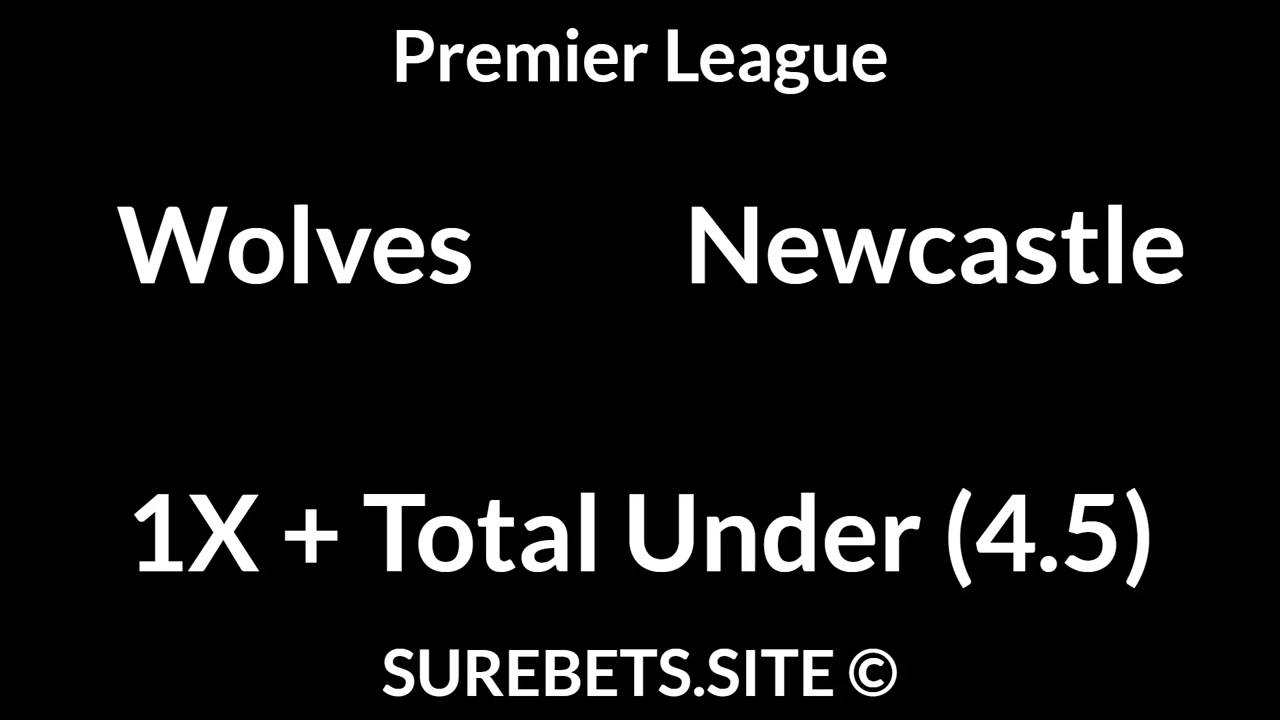 Premier League
Wolves Newcastle
1X + Total Under (4.5)
SUREBETS.SITE ©